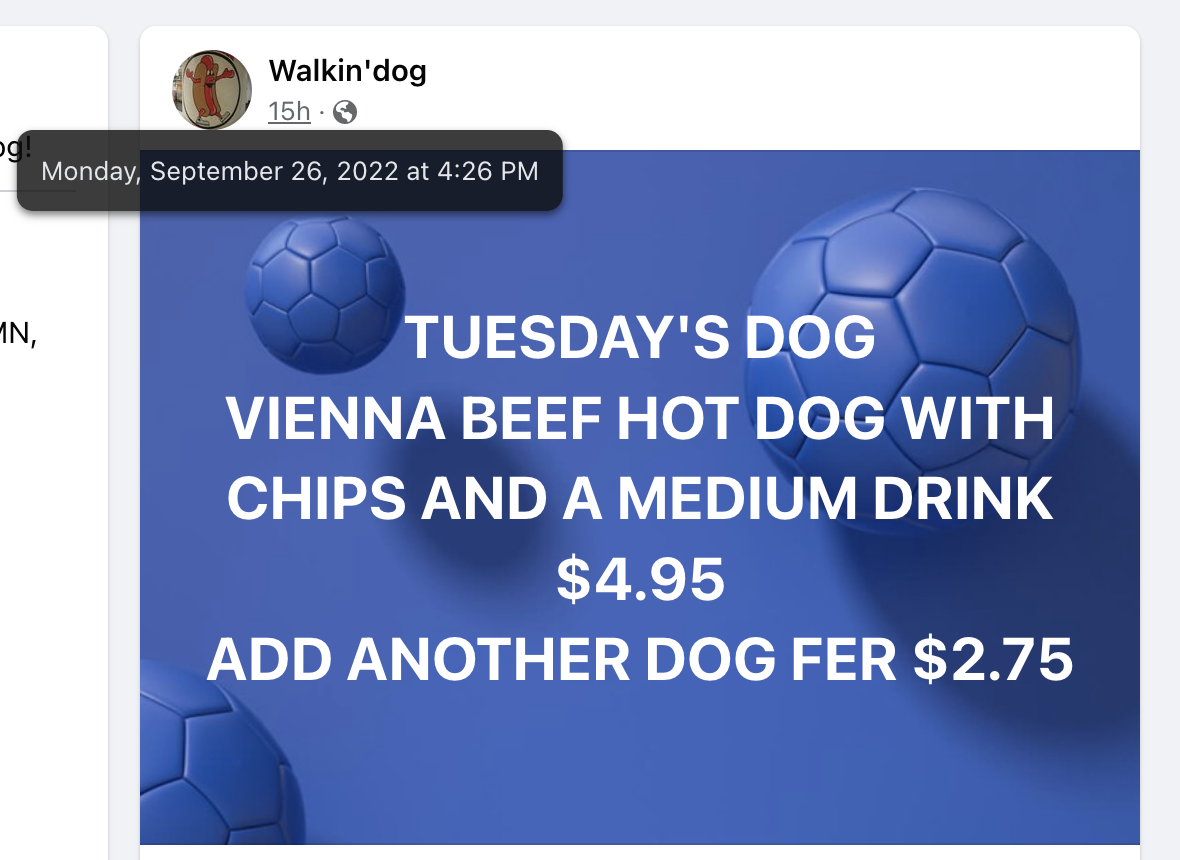 Walkin'dog
15h ·
og!
Monday, September 26, 2022 at 4:26 PM
MN,
TUESDAY'S DOG
VIENNA BEEF HOT DOG WITH
CHIPS AND A MEDIUM DRINK
$4.95
ADD ANOTHER DOG FER $2.75